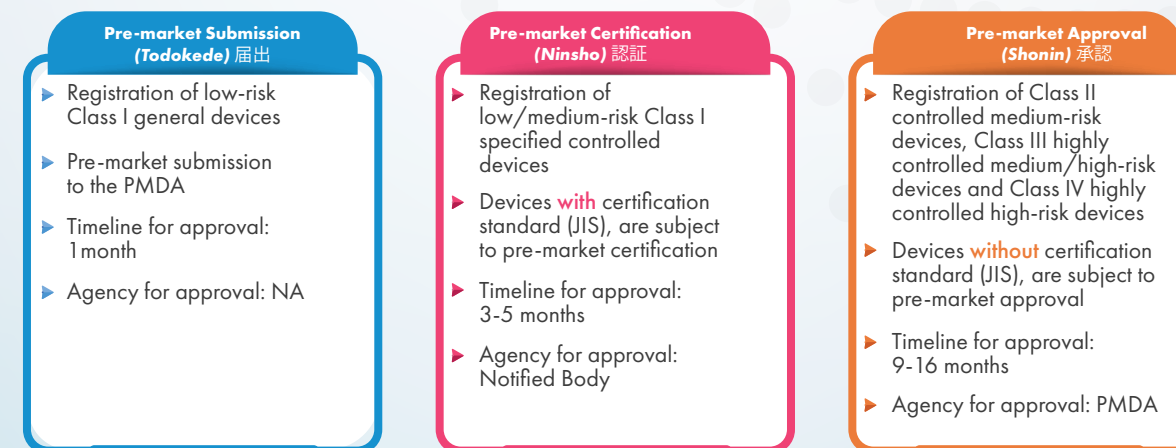 Pre-market Submission
(Todokede) 届出
Registration of low-risk
Class I general devices
Pre-market submission
to the PMDA
Timeline for approval:
1month
Agency for approval: NA
Pre-market Certification
(Ninsho) 認証
Registration of
low/medium-risk Class I
specified controlled
devices
Devices with certification
standard (JIS), are subject
to pre-market certification
Timeline for approval:
3-5 months
Agency for approval:
Notified Body
Pre-market Approval
(Shonin) 承認
Registration of Class II
controlled medium-risk
devices, Class III highly
controlled medium/high-risk
devices and Class IV highly
controlled high-risk devices
Devices without certification
standard (JIS), are subject to
pre-market approval
Timeline for approval:
9-16 months
Agency for approval: PMDA